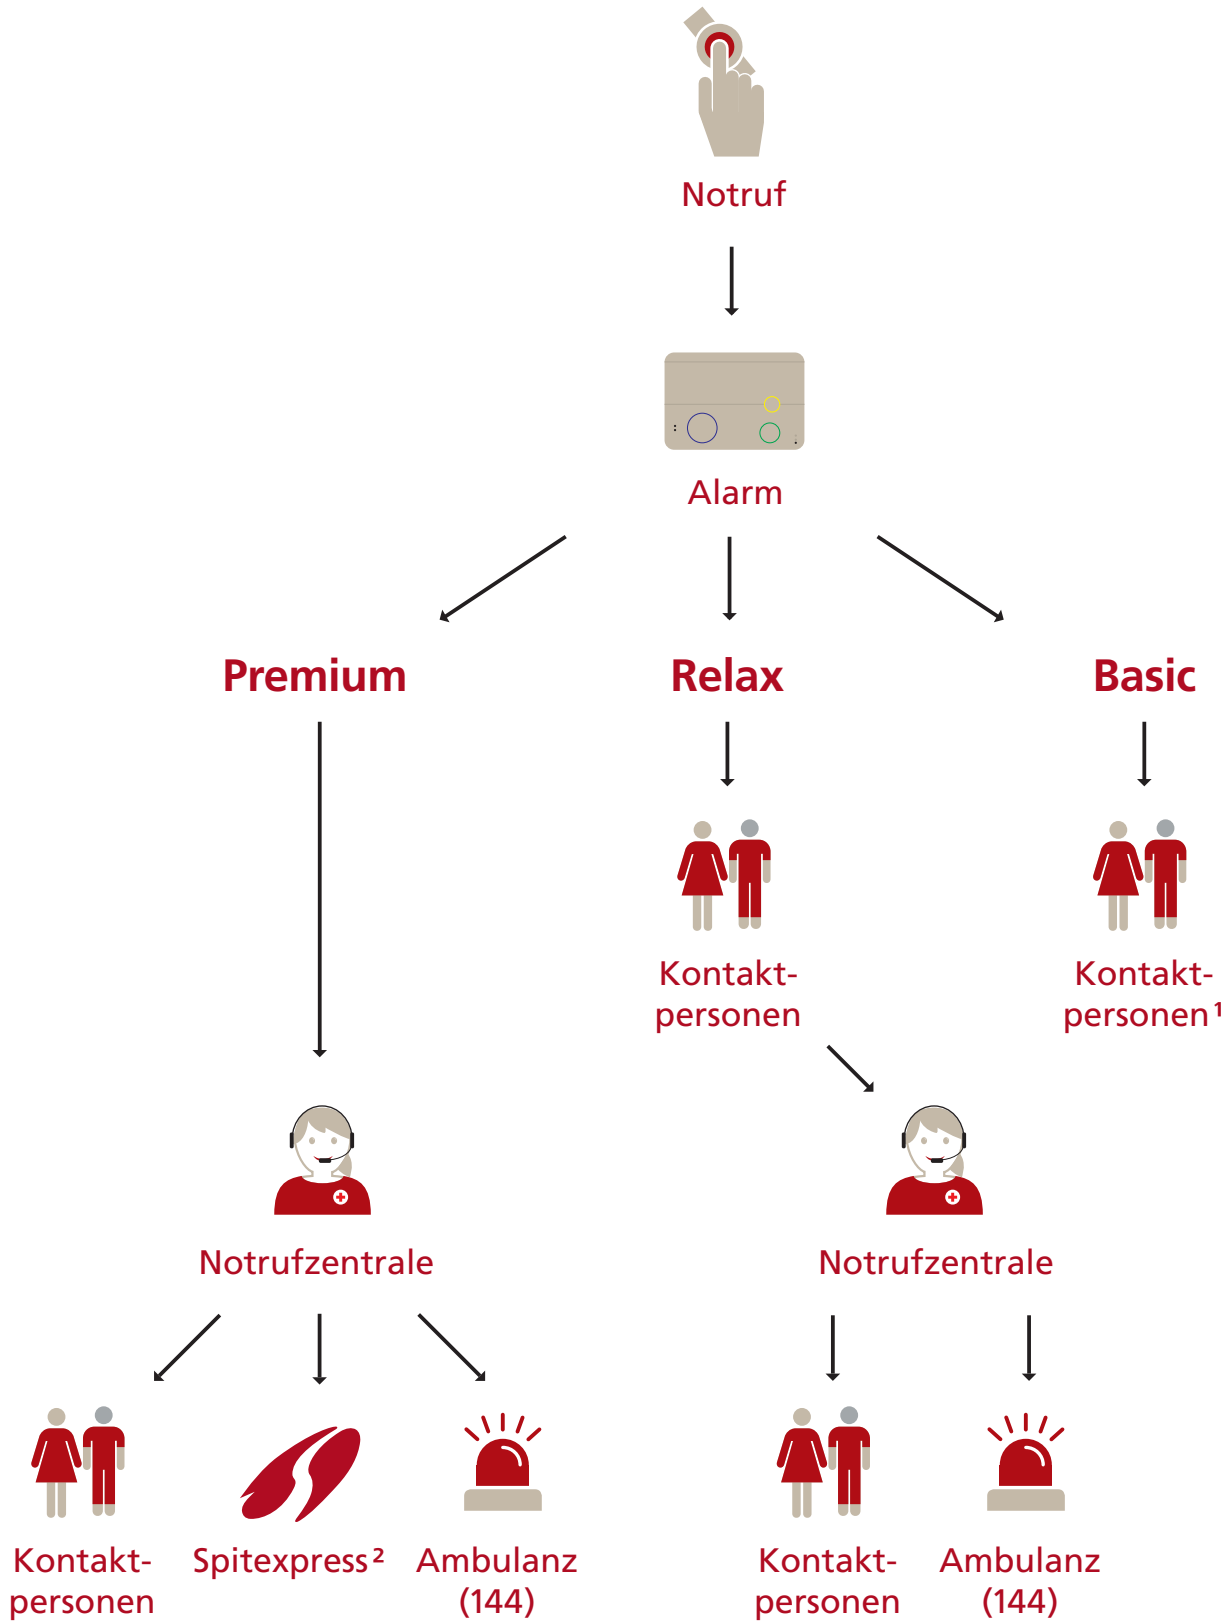 Notruf
Alarm
Premium
Relax
Basic
Kontakt-
personen
Kontakt-
personen¹
Notrufzentrale
Notrufzentrale
Kontakt-
personen
Spitexpress²
Ambulanz
(144)
Kontakt-
personen
Ambulanz
(144)